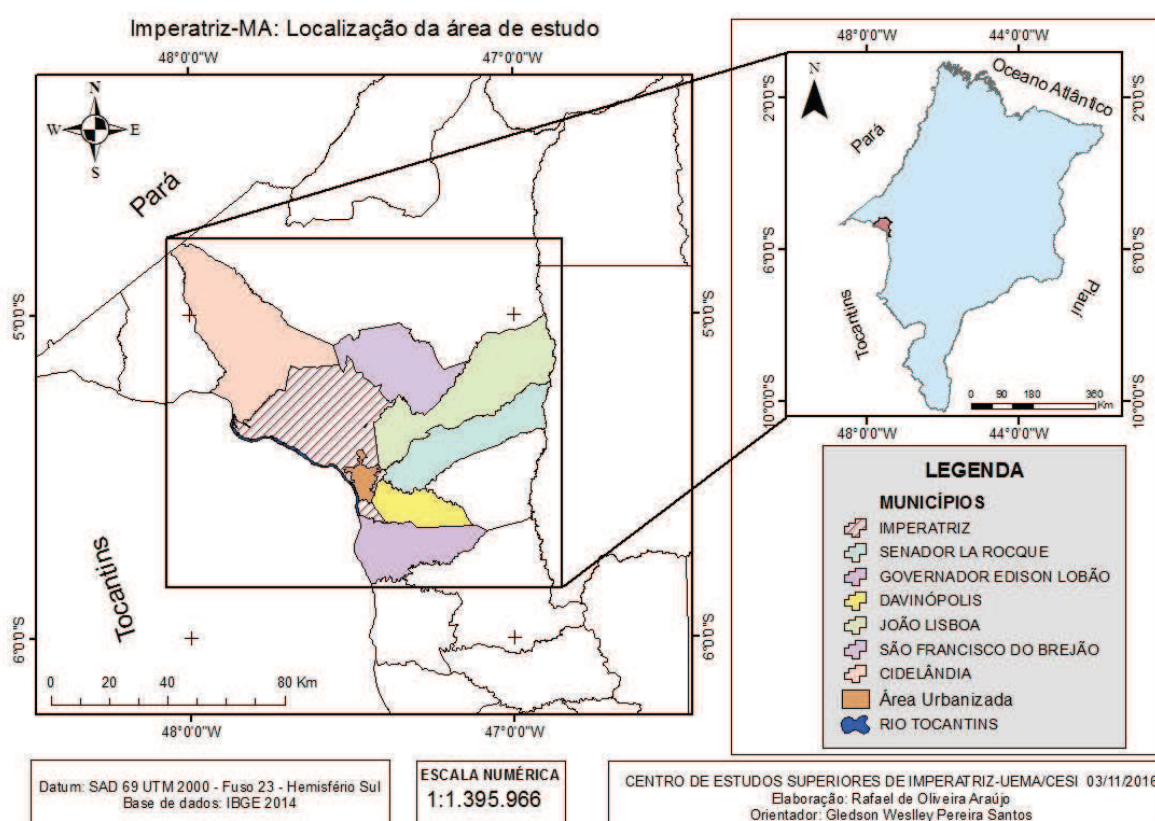 Imperatriz-MA: Localização da área de estudo
48°0'0"W
47°0'0"W
N
W
E
S
Pará
Tocantins
5°0'0"S
5°0'0"S
6°0'0"S
6°0'0"S
0 20 40 60 80 Km
48°0'0"W
47°0'0"W
48°0'0"W
44°0'0"W
N
Oceano Atlântico
Pará
Tocantins
Piauí
2°0'0"S
2°0'0"S
6°0'0"S
6°0'0"S
10°0'0"S
10°0'0"S
0 90 180 360
Km
48°0'0"W
44°0'0"W
LEGENDA
MUNICÍPIOS
IMPERATRIZ
SENADOR LA ROCQUE
GOVERNADOR EDISON LOBÃO
DAVINÓPOLIS
JOÃO LISBOA
SÃO FRANCISCO DO BREJÃO
CIDELÂNDIA
Área Urbanizada
RIO TOCANTINS
Datum: SAD 69 UTM 2000 - Fuso 23 - Hemisfério Sul
Base de dados: IBGE 2014
ESCALA NUMÉRICA
1:1.395.966
CENTRO DE ESTUDOS SUPERIORES DE IMPERATRIZ-UEMA/CESI 03/11/2016
Elaboração: Rafael de Oliveira Araújo
Orientador: Gledson Weslley Pereira Santos